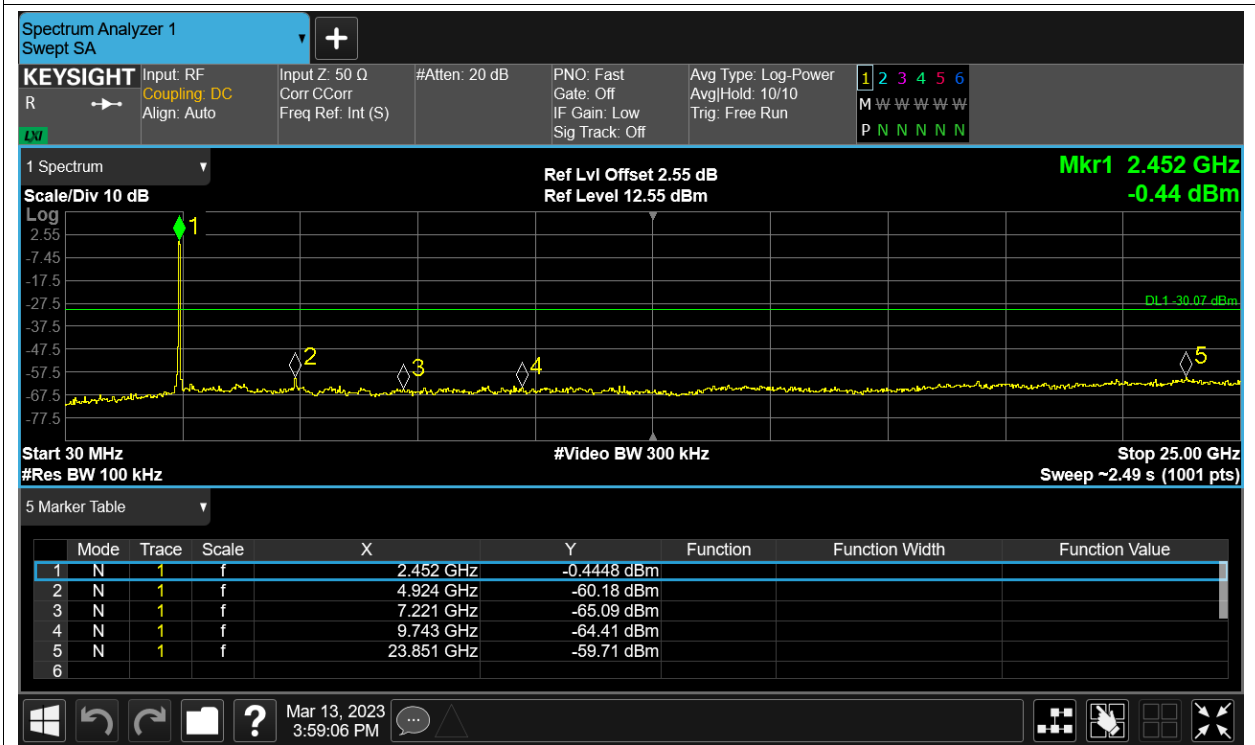 Spectrum Analyzer 1
Swept SA
KEYSIGHT
R
LXI
Input: RF
Coupling: DC
Align: Auto
Input Z: 50 Ω
Corr CCorr
Freq Ref: Int (S)
#Atten: 20 dB
PNO: Fast
Gate: Off
IF Gain: Low
Sig Track: Off
Avg Type: Log-Power
Avg|Hold: 10/10
Trig: Free Run
1 2 3 4 5 6
M W W W W W
P N N N N N
1 Spectrum
Scale/Div 10 dB
Ref Lvl Offset 2.55 dB
Ref Level 12.55 dBm
Mkr1 2.452 GHz
-0.44 dBm
Log
2.55
-7.45
-17.5
-27.5
-37.5
-47.5
-57.5
-67.5
-77.5
1
2
3
4
5
DL1 -30.07 dBm
Start 30 MHz
#Video BW 300 kHz
Stop 25.00 GHz
#Res BW 100 kHz
Sweep ~2.49 s (1001 pts)
5 Marker Table
Mode Trace Scale X Y Function Function Width Function Value
1 N 1 f 2.452 GHz -0.4448 dBm
2 N 1 f 4.924 GHz -60.18 dBm
3 N 1 f 7.221 GHz -65.09 dBm
4 N 1 f 9.743 GHz -64.41 dBm
5 N 1 f 23.851 GHz -59.71 dBm
6
?
Mar 13, 2023
3:59:06 PM